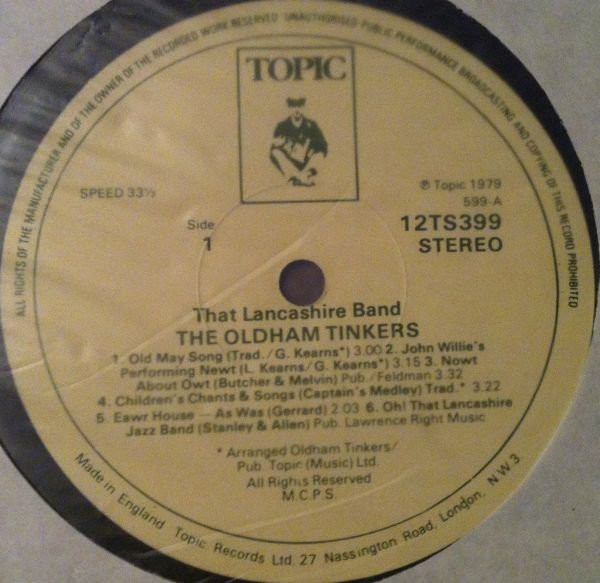 ALL RIGHTS OF THE MANUFACTURER AND OF THE OWNER OF THE RECORDED WORK RESERVED UNAUTHORISED PUBLIC PERFORMANCE BROADCASTING AND COPYING OF THIS RECORD PROHIBITED
TOPIC
SPEED 33⅓
℗ Topic 1979
599-A
Side
1
12TS399
STEREO
That Lancashire Band
THE OLDHAM TINKERS
1. Old May Song (Trad./G. Kearns*) 3.00 2. John Willie's
Performing Newt (L. Kearns/G. Kearns*) 3.15 3. Nowt
About Owt (Butcher & Melvin) Pub./Feldman 3.32
4. Children's Chants & Songs (Captain's Medley) Trad.* 3.22
5. Eawr House — As Was (Gerrard) 2 03 6. Oh! That Lancashire
Jazz Band (Stanley & Allen) Pub. Lawrence Right Music
* Arranged Oldham Tinkers/
Pub. Topic (Music) Ltd.
All Rights Reserved
M.C.P.S.
Made in England Topic Records Ltd. 27 Nassington Road, London. N.W.3.